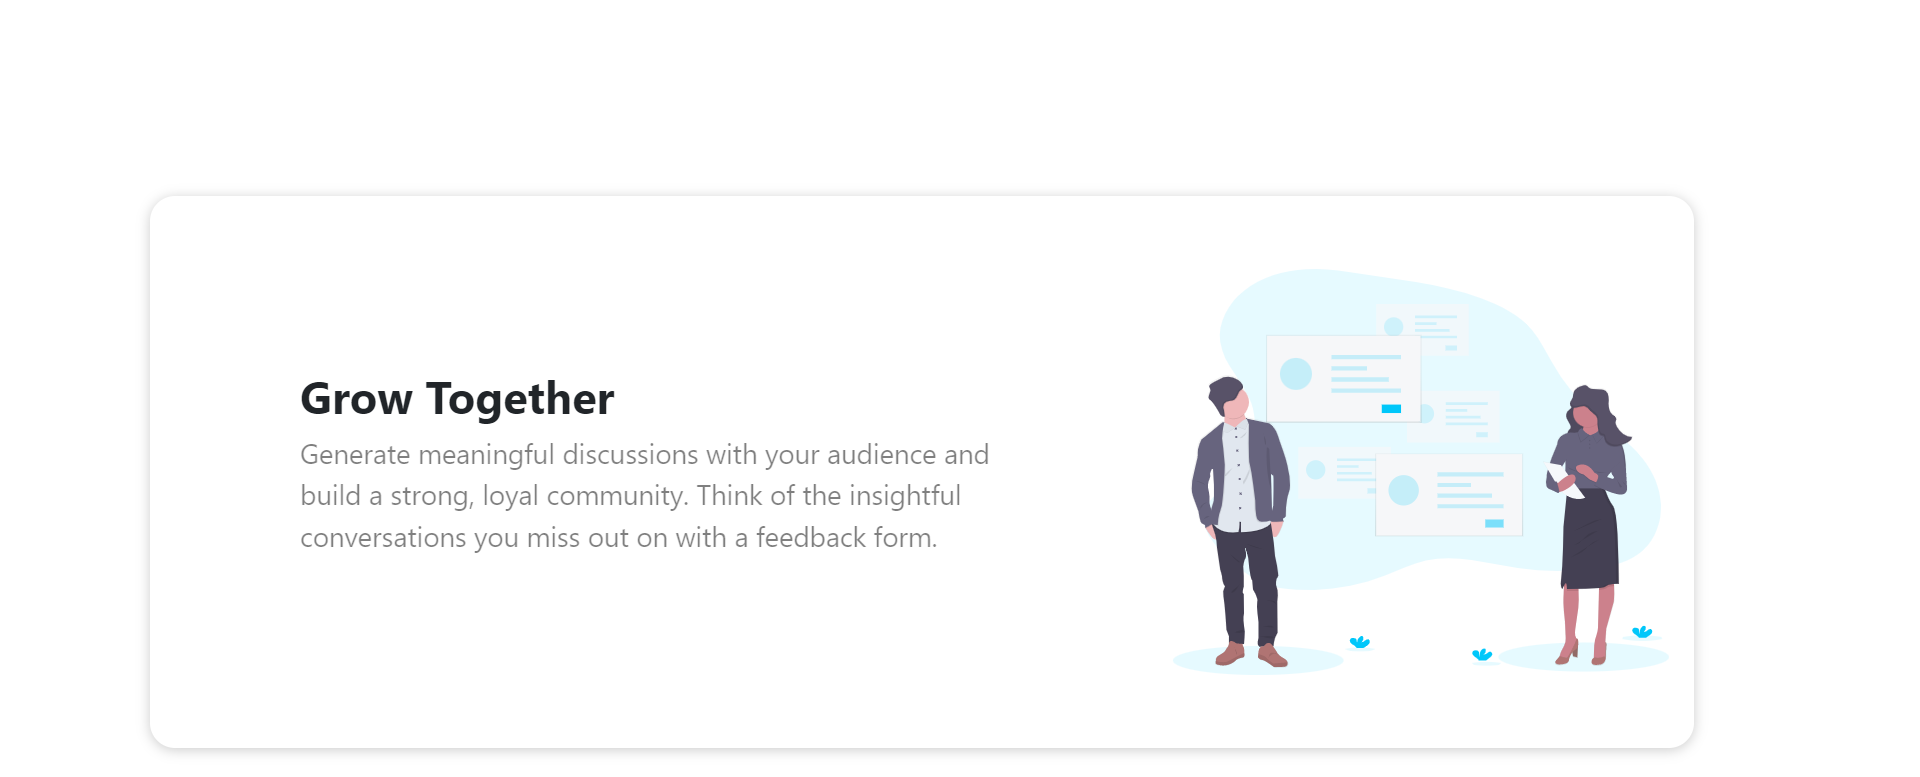 Grow Together
Generate meaningful discussions with your audience and
build a strong, loyal community. Think of the insightful
conversations you miss out on with a feedback form.